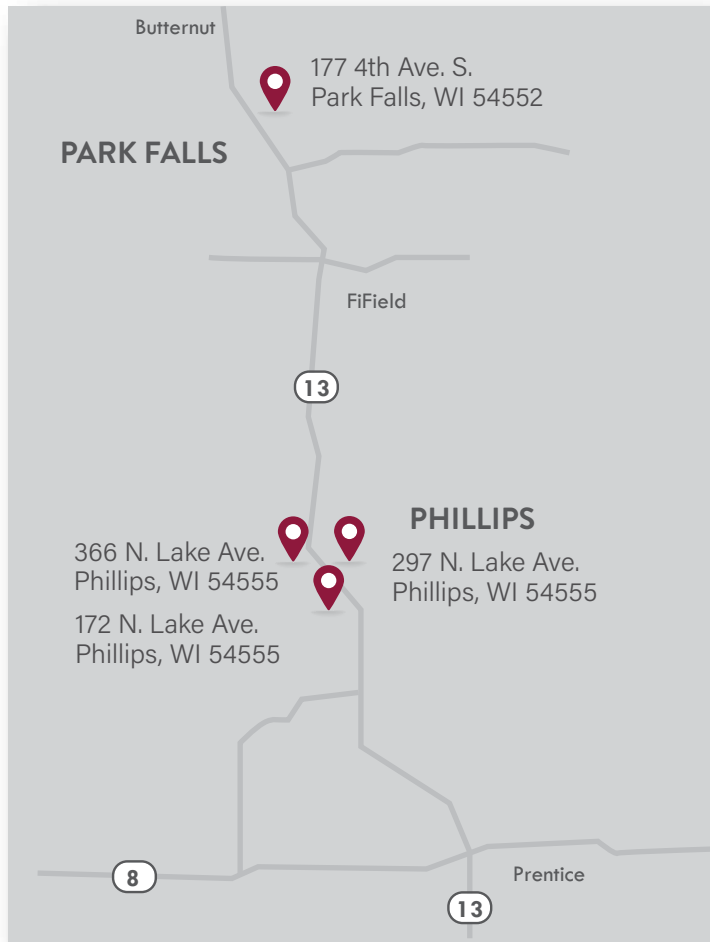 Butternut
177 4th Ave. S.
Park Falls, WI 54552
PARK FALLS
FiField
13
PHILLIPS
366 N. Lake Ave.
Phillips, WI 54555
297 N. Lake Ave.
Phillips, WI 54555
172 N. Lake Ave.
Phillips, WI 54555
8
Prentice
13